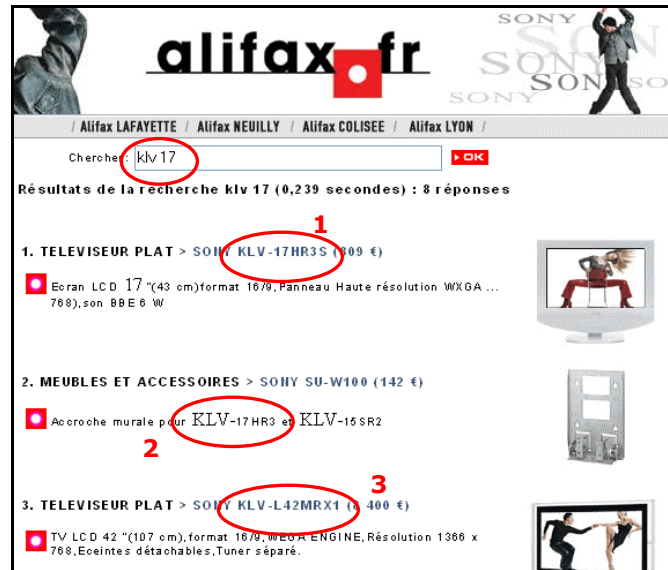 SONY
alifax.fr
SONY
SON
SONY
/ Alifax LAFAYETTE / Alifax NEUILLY / Alifax COLISEE / Alifax LYON /
Chercher: klv 17 OK
Résultats de la recherche klv 17 (0,239 secondes) : 8 réponses
1
1. TELEVISEUR PLAT > SONY KLV-17HR3S (809 €)
Ecran LCD 17 "(43 cm)format 16/9,Panneau Haute résolution WXGA ...
768),son BBE 6 W
2. MEUBLES ET ACCESSOIRES > SONY SU-W100 (142 €)
Accroche murale pour KLV-17HR3 et KLV-15SR2
2
3
3. TELEVISEUR PLAT > SONY KLV-L42MRX1 (8 400 €)
TV LCD 42 "(107 cm),format 16/9,WEGA ENGINE,Résolution 1366 x
768,Eceintes détachables,Tuner séparé.